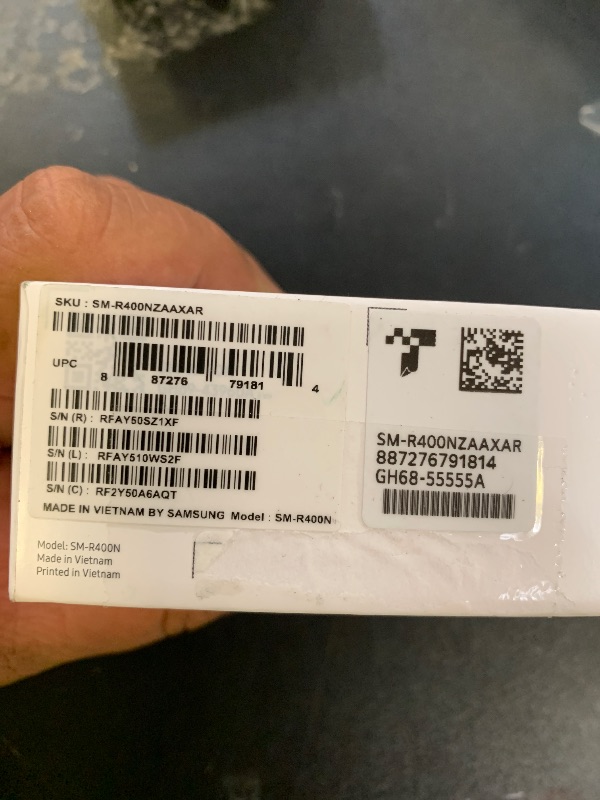 SKU : SM-R400NZAAXAR
UPC
8 87276 79181 4
S/N (R) : RFAY50SZ1XF
S/N (L) : RFAY510WS2F
S/N (C) : RF2Y50A6AQT
MADE IN VIETNAM BY SAMSUNG Model : SM-R400N
SM-R400NZAAXAR
887276791814
GH68-55555A
Model: SM-R400N
Made in Vietnam
Printed in Vietnam